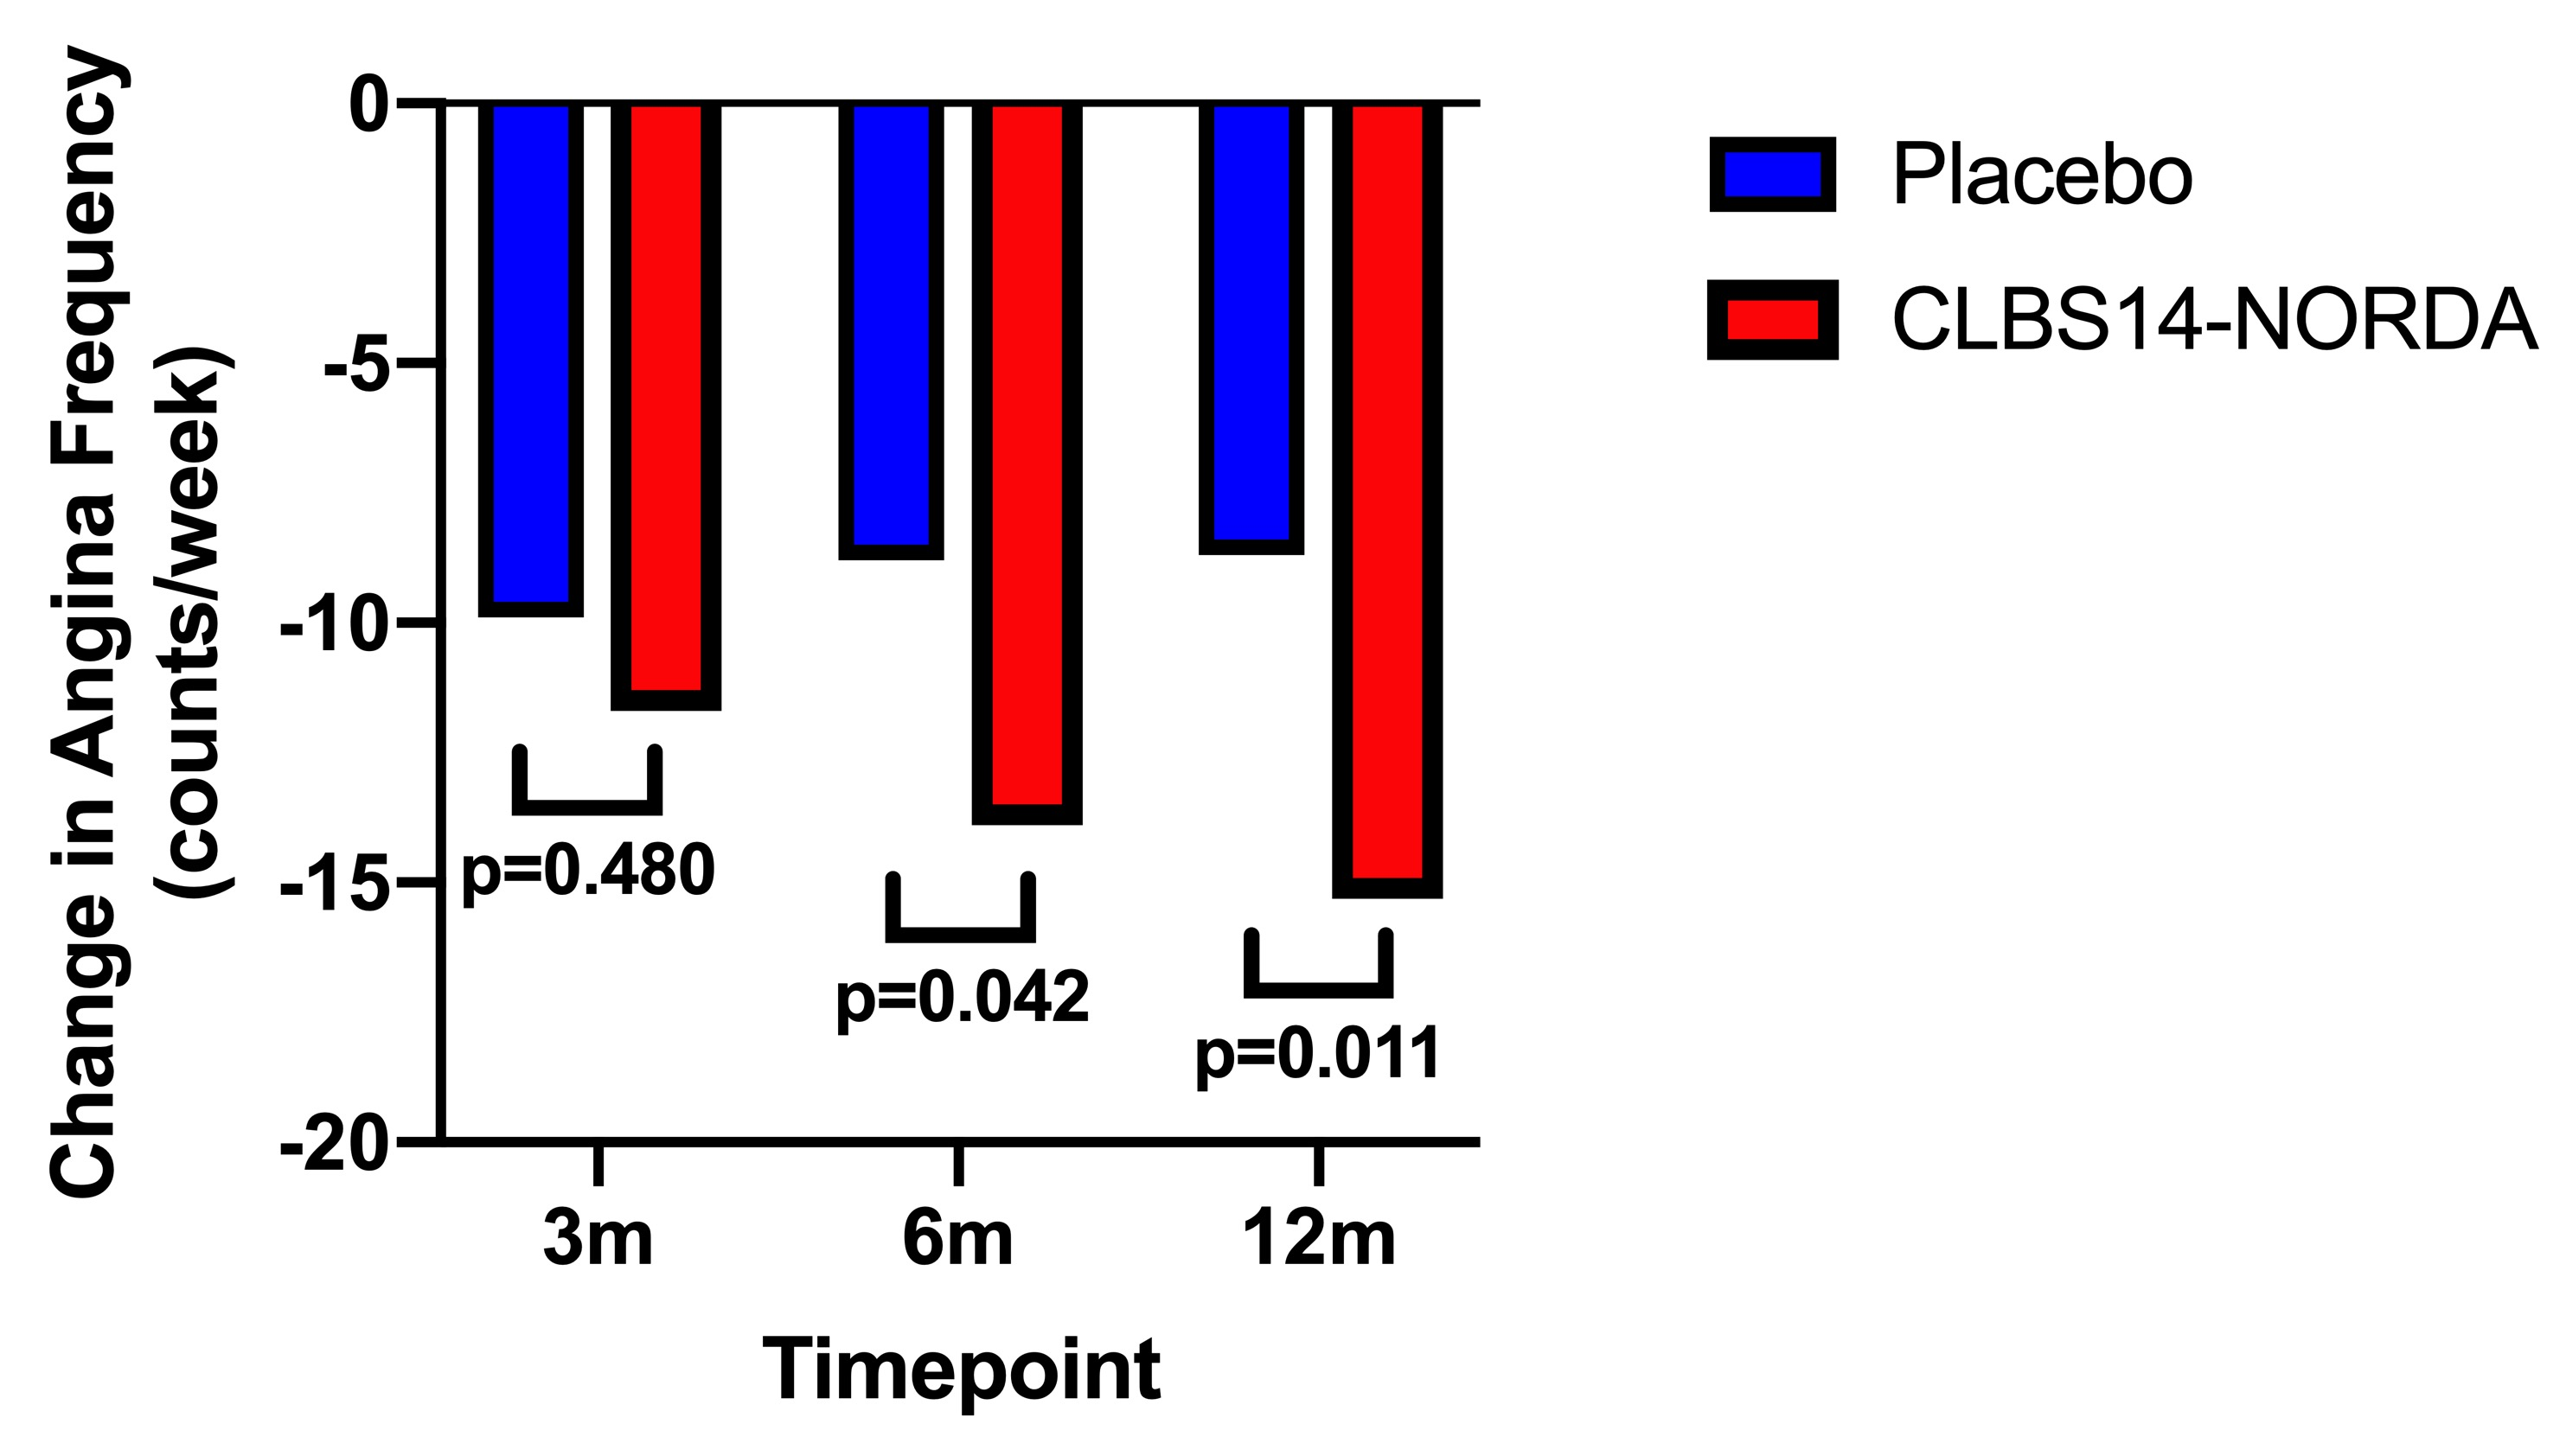 Change in Angina Frequency
(counts/week)
0
-5
-10
-15
-20
p=0.480
p=0.042
p=0.011
3m
6m
12m
Timepoint
Placebo
CLBS14-NORDA